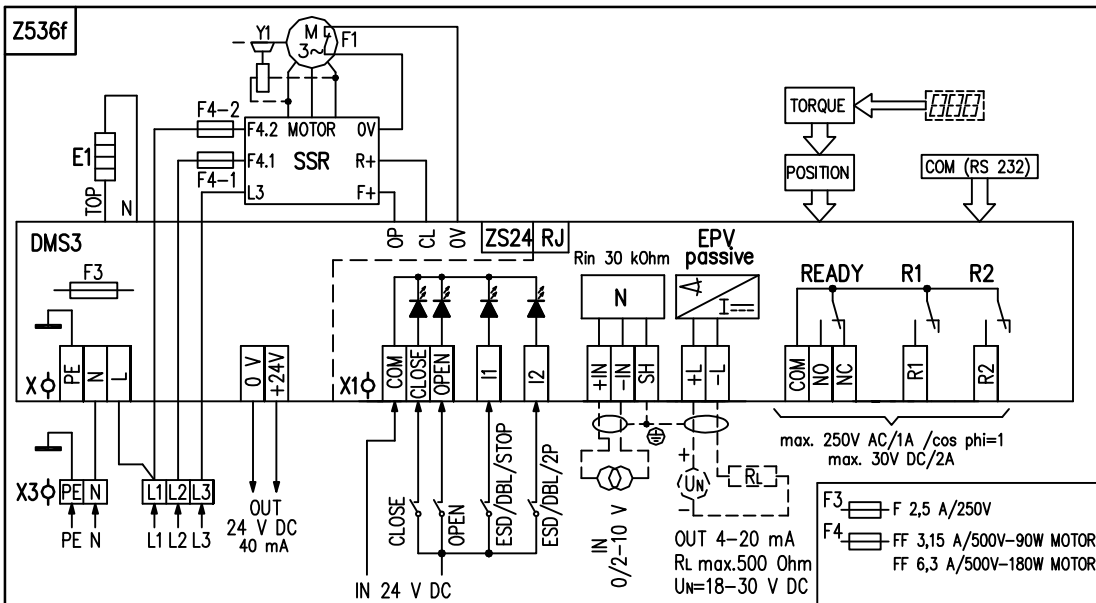 Z536f
Y1
M
3~
F1
F4-2
F4.2 MOTOR 0V
E1
F4.1 SSR R+
F4-1
L3 F+
TOP
N
TORQUE
POSITION
COM (RS 232)
DMS3
OP
CL
0V
ZS24 RJ
EPV
passive
Rin 30 kOhm
F3
N
I
READY R1 R2
X
PE
N
L
0 V
+24V
X1
COM
CLOSE
OPEN
I1
I2
+IN
-IN
SH
+L
-L
COM
NO
NC
R1
R2
max. 250V AC/1A /cos phi=1
max. 30V DC/2A
X3
PE N
L1 L2 L3
PE N
L1 L2 L3
OUT
24 V DC
40 mA
CLOSE
OPEN
ESD/DBL/STOP
ESD/DBL/2P
IN 24 V DC
IN
0/2-10 V
+
UN
-
RL
OUT 4-20 mA
RL max.500 Ohm
UN=18-30 V DC
F3 F 2,5 A/250V
F4 FF 3,15 A/500V-90W MOTOR
FF 6,3 A/500V-180W MOTOR